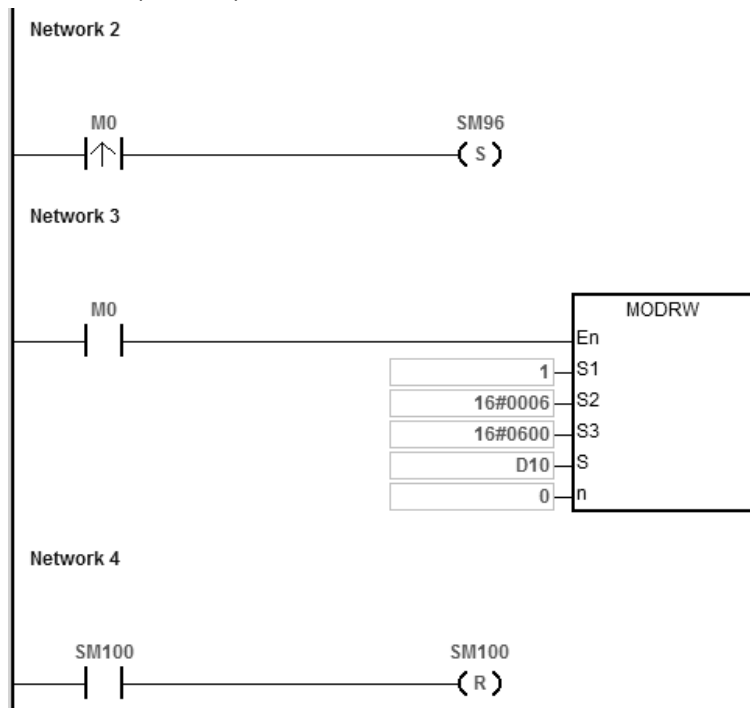 Network 2
M0 SM96
S
Network 3
M0 MODRW
En
1 S1
16#0006 S2
16#0600 S3
D10 S
0 n
Network 4
SM100 SM100
R